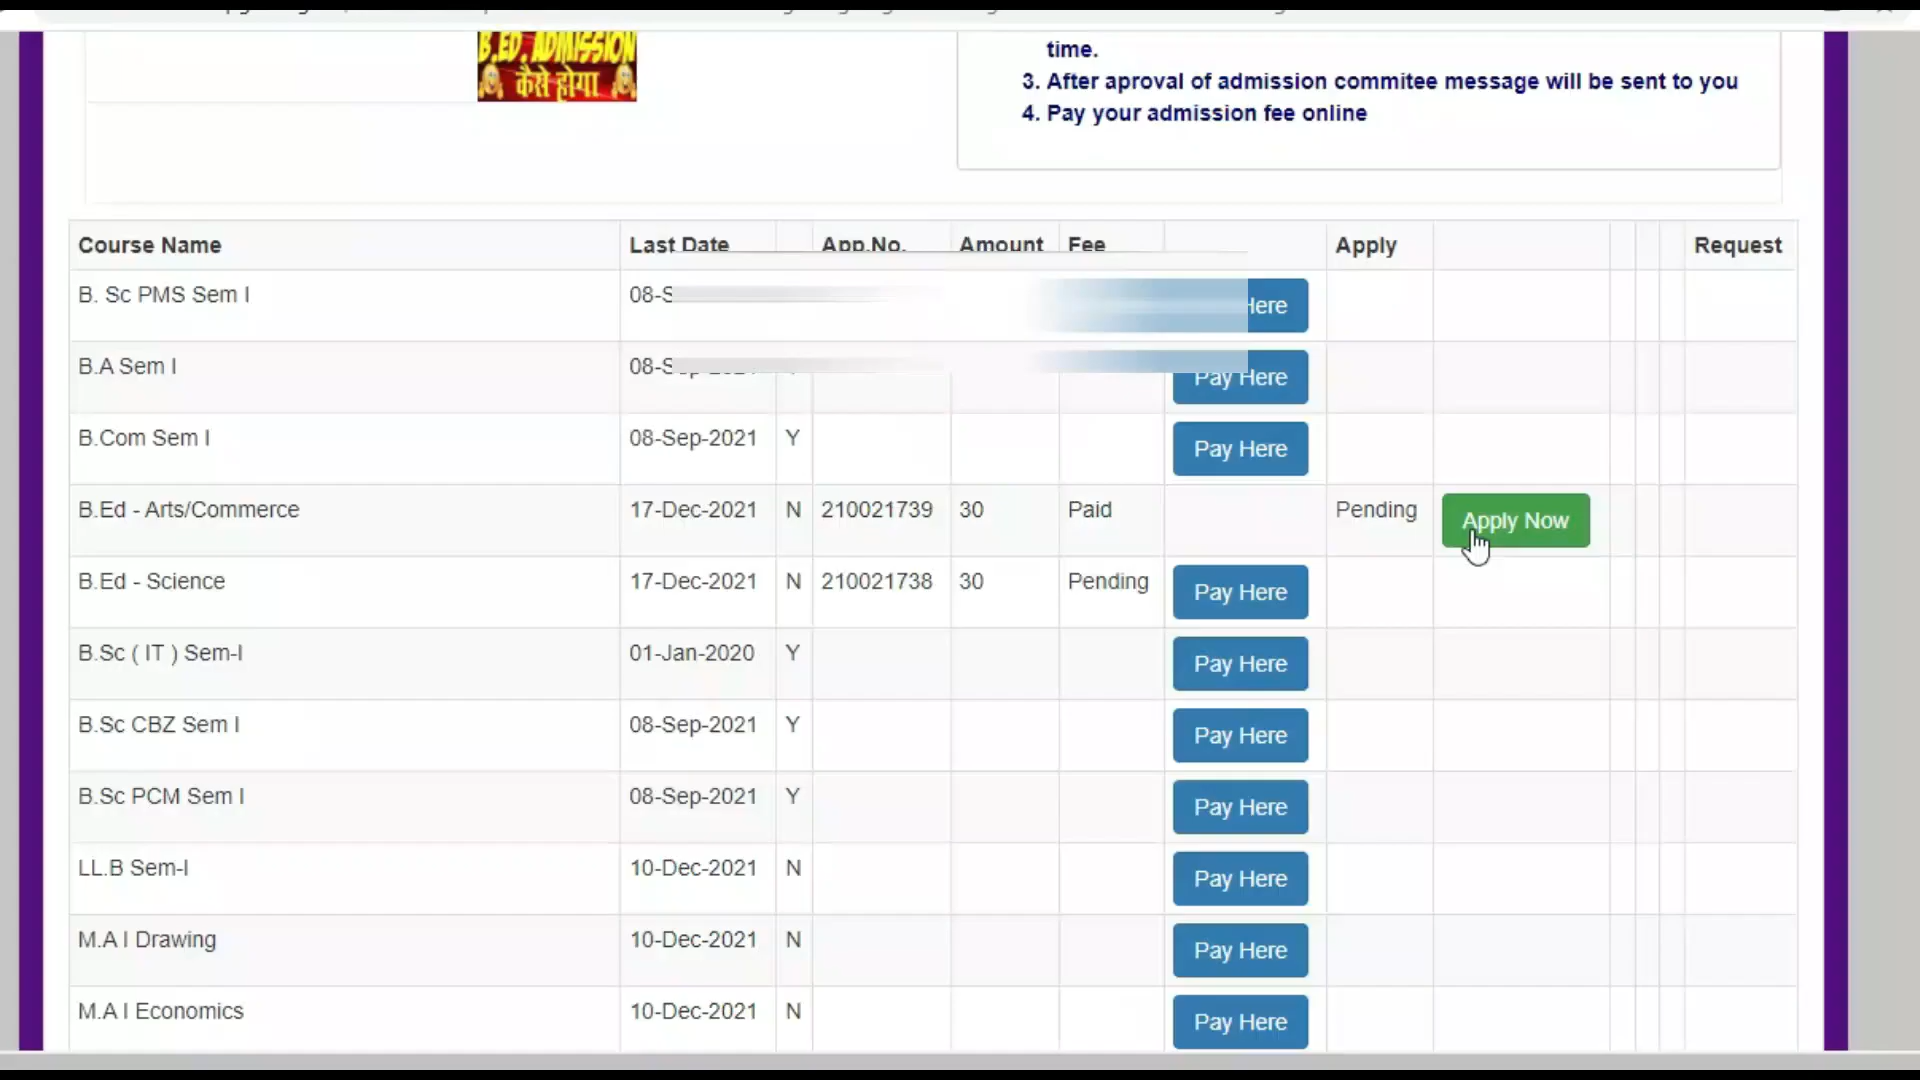 B.ED. ADMISSION
कैसे होगा
time.
3. After aproval of admission commitee message will be sent to you
4. Pay your admission fee online
Course Name Last Date App.No. Amount Fee Apply Request
B. Sc PMS Sem I 08-S Here
B.A Sem I 08-Sep-2021 Pay Here
B.Com Sem I 08-Sep-2021 Y Pay Here
B.Ed - Arts/Commerce 17-Dec-2021 N 210021739 30 Paid Pending Apply Now
B.Ed - Science 17-Dec-2021 N 210021738 30 Pending Pay Here
B.Sc ( IT ) Sem-I 01-Jan-2020 Y Pay Here
B.Sc CBZ Sem I 08-Sep-2021 Y Pay Here
B.Sc PCM Sem I 08-Sep-2021 Y Pay Here
LL.B Sem-I 10-Dec-2021 N Pay Here
M.A I Drawing 10-Dec-2021 N Pay Here
M.A I Economics 10-Dec-2021 N Pay Here